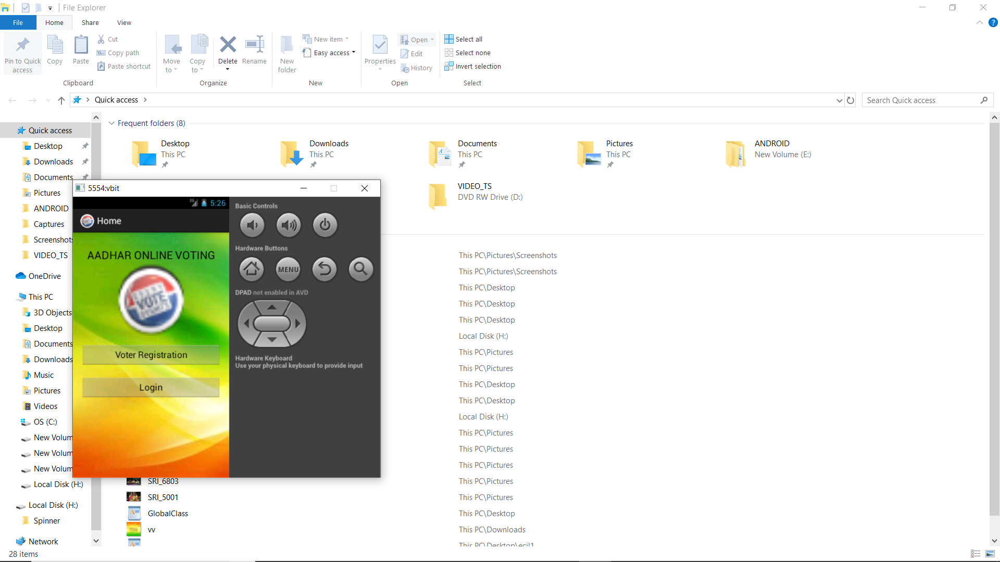 File Explorer
File Home Share View
Pin to Quick access
Copy
Paste
Cut
Copy path
Paste shortcut
Clipboard
Move to
Copy to
Delete
Rename
Organize
New folder
New item
Easy access
New
Properties
Open
Edit
History
Open
Select all
Select none
Invert selection
Select
Quick access
Search Quick access
Quick access
Desktop
Downloads
Documents
Pictures
ANDROID
Captures
Screenshots
VIDEO_TS
OneDrive
This PC
3D Objects
Desktop
Documents
Downloads
Music
Pictures
Videos
OS (C:)
New Volum
New Volum
New Volum
Local Disk (H:)
Local Disk (H:)
Spinner
Network
28 items
Frequent folders (8)
Desktop
This PC
Downloads
This PC
Documents
This PC
Pictures
This PC
ANDROID
New Volume (E:)
VIDEO_TS
DVD RW Drive (D:)
5554:vbit
3G 5:26
Home
AADHAR ONLINE VOTING
VOTE
Voter Registration
Login
Basic Controls
Hardware Buttons
MENU
DPAD not enabled in AVD
Hardware Keyboard
Use your physical keyboard to provide input
This PC\Pictures\Screenshots
This PC\Pictures\Screenshots
This PC\Desktop
This PC\Desktop
This PC\Desktop
Local Disk (H:)
This PC\Pictures
This PC\Pictures
This PC\Desktop
This PC\Desktop
Local Disk (H:)
This PC\Pictures
This PC\Pictures
This PC\Pictures
SRI_6803 This PC\Pictures
SRI_5001 This PC\Pictures
GlobalClass This PC\Desktop
vv This PC\Downloads
This PC\Desktop\ecil1